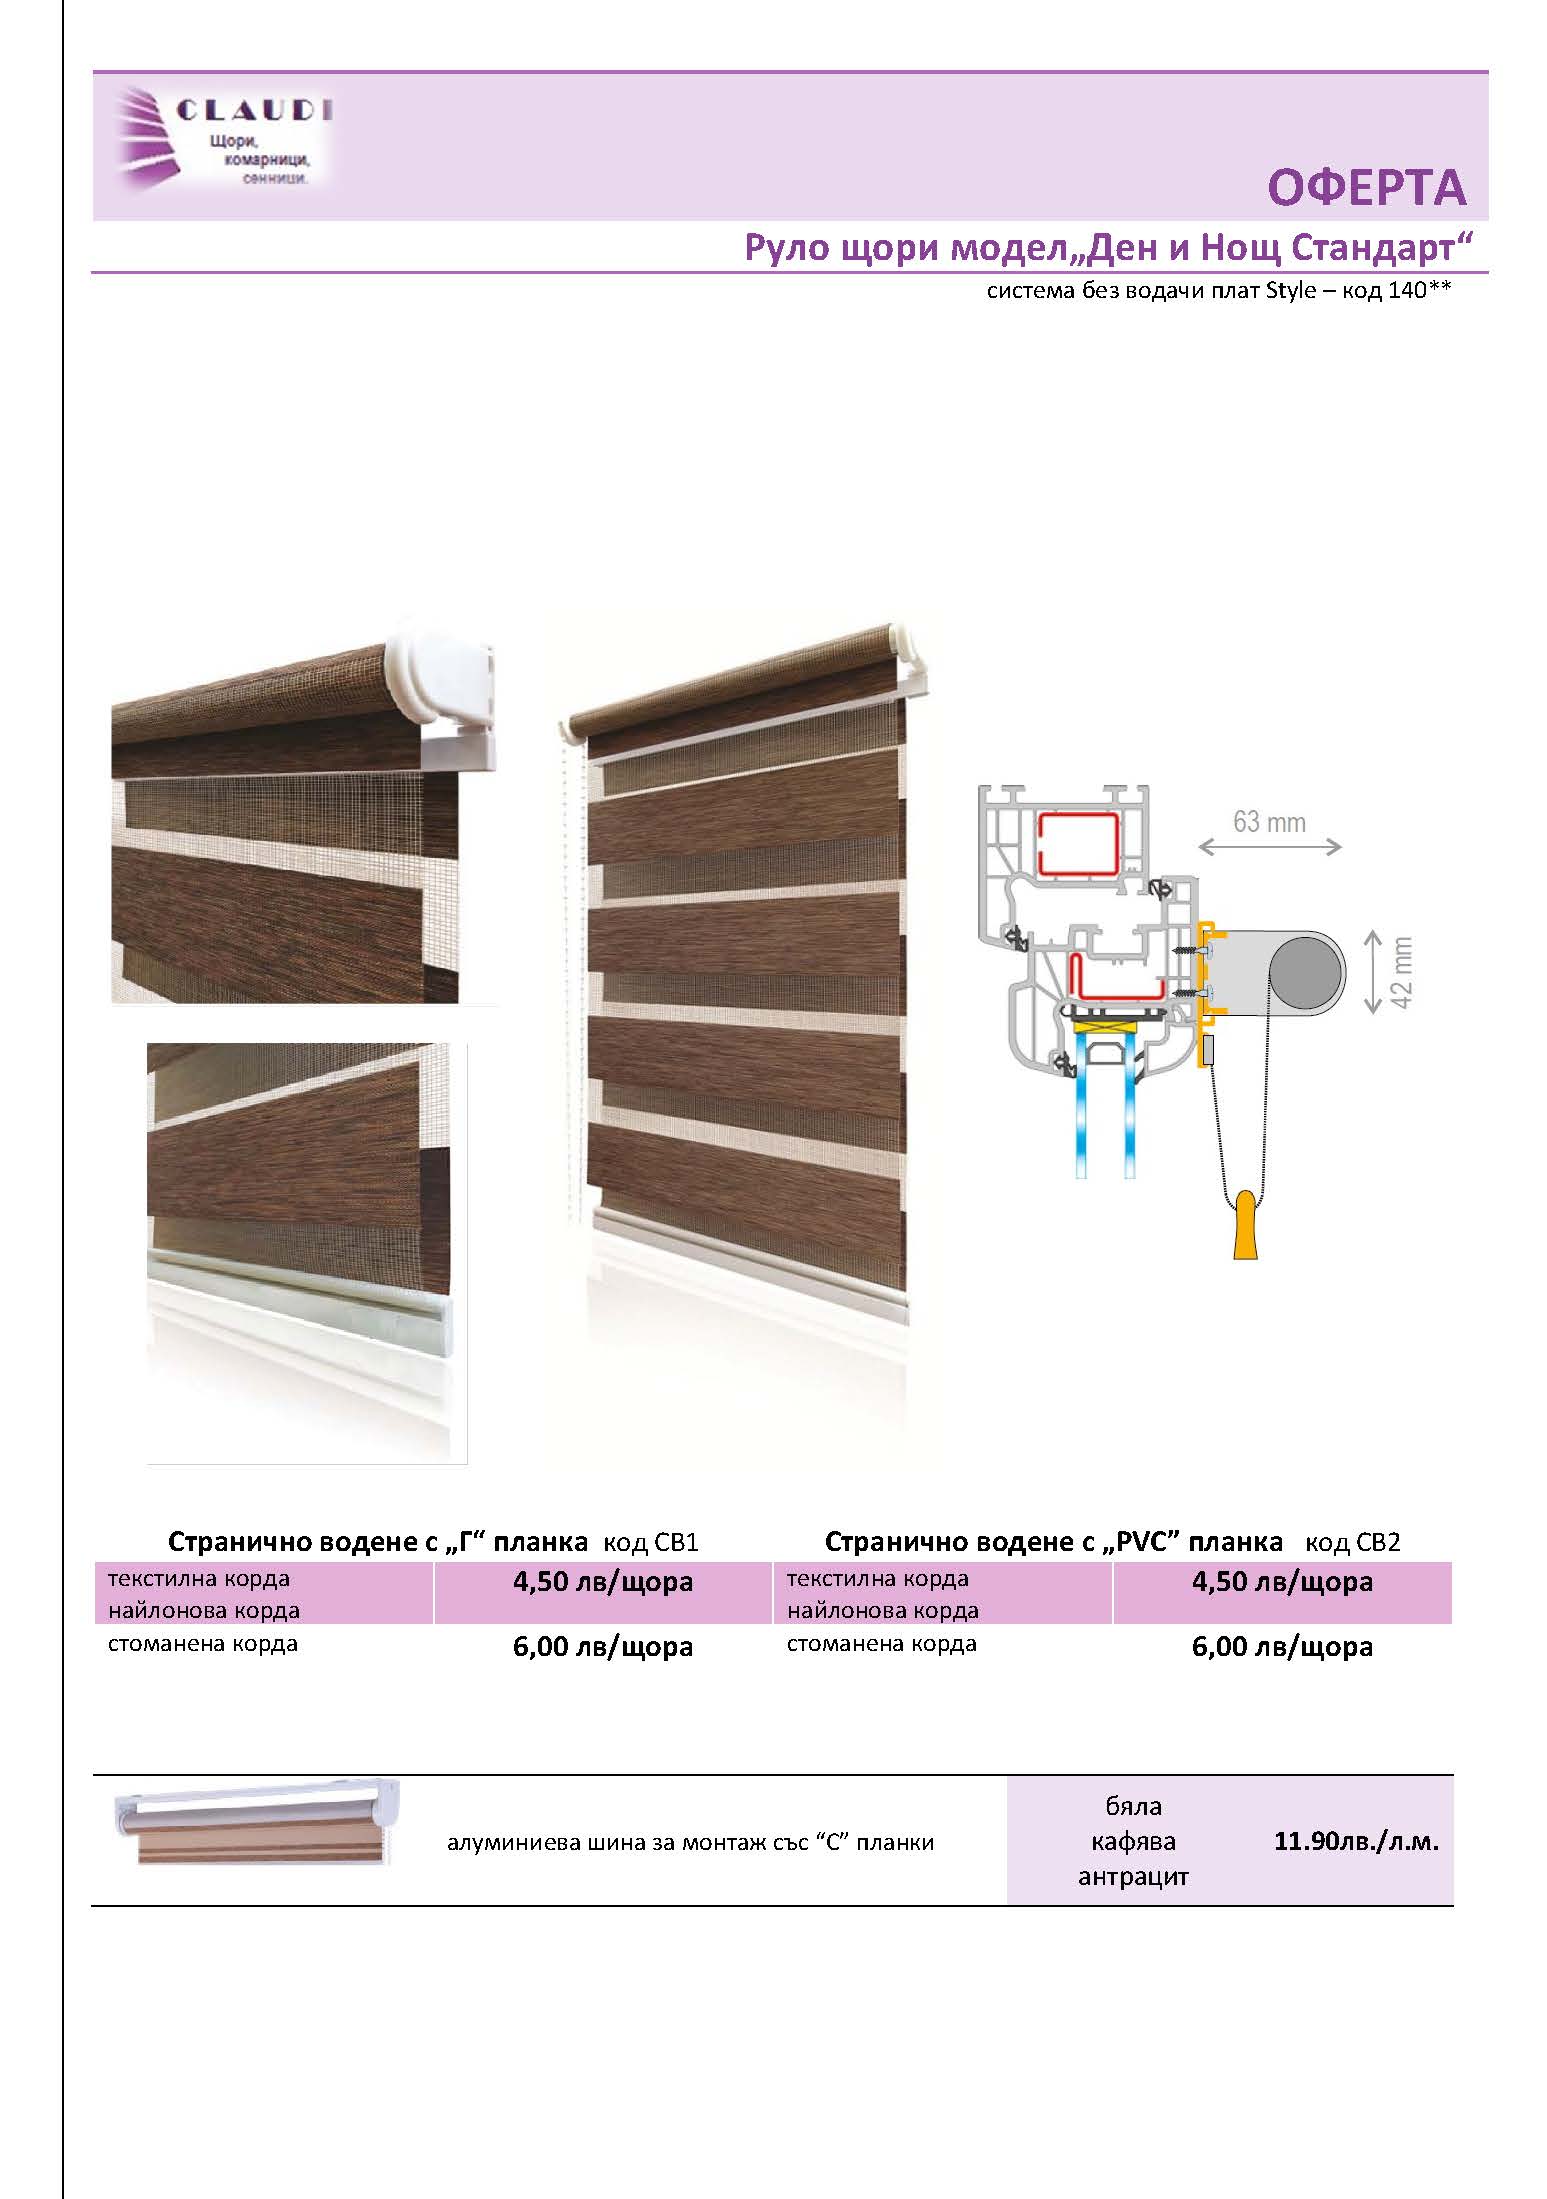 CLAUDI
Щори,
комарници,
сенници.
ОФЕРТА
Руло щори модел„Ден и Нощ Стандарт“
система без водачи плат Style – код 140**
63 mm
42 mm
Странично водене с „Г“ планка код СВ1
Странично водене с „PVC” планка код СВ2
текстилна корда 4,50 лв/щора текстилна корда 4,50 лв/щора
найлонова корда найлонова корда
стоманена корда 6,00 лв/щора стоманена корда 6,00 лв/щора
бяла
алуминиева шина за монтаж със “С” планки кафява 11.90лв./л.м.
антрацит